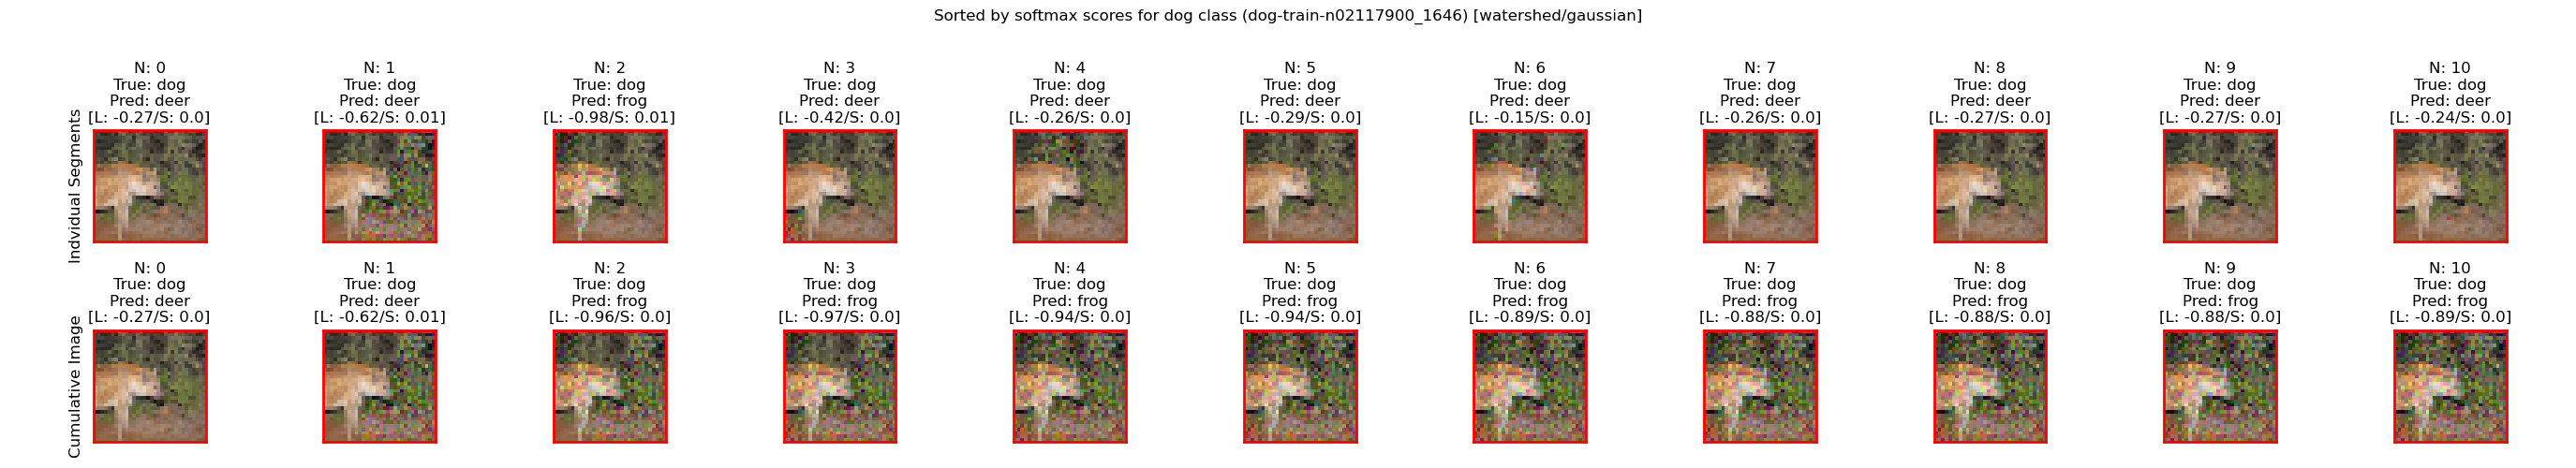 Sorted by softmax scores for dog class (dog-train-n02117900_1646) [watershed/gaussian]
Indvidual Segments
N: 0
True: dog
Pred: deer
[L: -0.27/S: 0.0]
N: 1
True: dog
Pred: deer
[L: -0.62/S: 0.01]
N: 2
True: dog
Pred: frog
[L: -0.98/S: 0.01]
N: 3
True: dog
Pred: deer
[L: -0.42/S: 0.0]
N: 4
True: dog
Pred: deer
[L: -0.26/S: 0.0]
N: 5
True: dog
Pred: deer
[L: -0.29/S: 0.0]
N: 6
True: dog
Pred: deer
[L: -0.15/S: 0.0]
N: 7
True: dog
Pred: deer
[L: -0.26/S: 0.0]
N: 8
True: dog
Pred: deer
[L: -0.27/S: 0.0]
N: 9
True: dog
Pred: deer
[L: -0.27/S: 0.0]
N: 10
True: dog
Pred: deer
[L: -0.24/S: 0.0]
Cumulative Image
N: 0
True: dog
Pred: deer
[L: -0.27/S: 0.0]
N: 1
True: dog
Pred: deer
[L: -0.62/S: 0.01]
N: 2
True: dog
Pred: frog
[L: -0.96/S: 0.0]
N: 3
True: dog
Pred: frog
[L: -0.97/S: 0.0]
N: 4
True: dog
Pred: frog
[L: -0.94/S: 0.0]
N: 5
True: dog
Pred: frog
[L: -0.94/S: 0.0]
N: 6
True: dog
Pred: frog
[L: -0.89/S: 0.0]
N: 7
True: dog
Pred: frog
[L: -0.88/S: 0.0]
N: 8
True: dog
Pred: frog
[L: -0.88/S: 0.0]
N: 9
True: dog
Pred: frog
[L: -0.88/S: 0.0]
N: 10
True: dog
Pred: frog
[L: -0.89/S: 0.0]